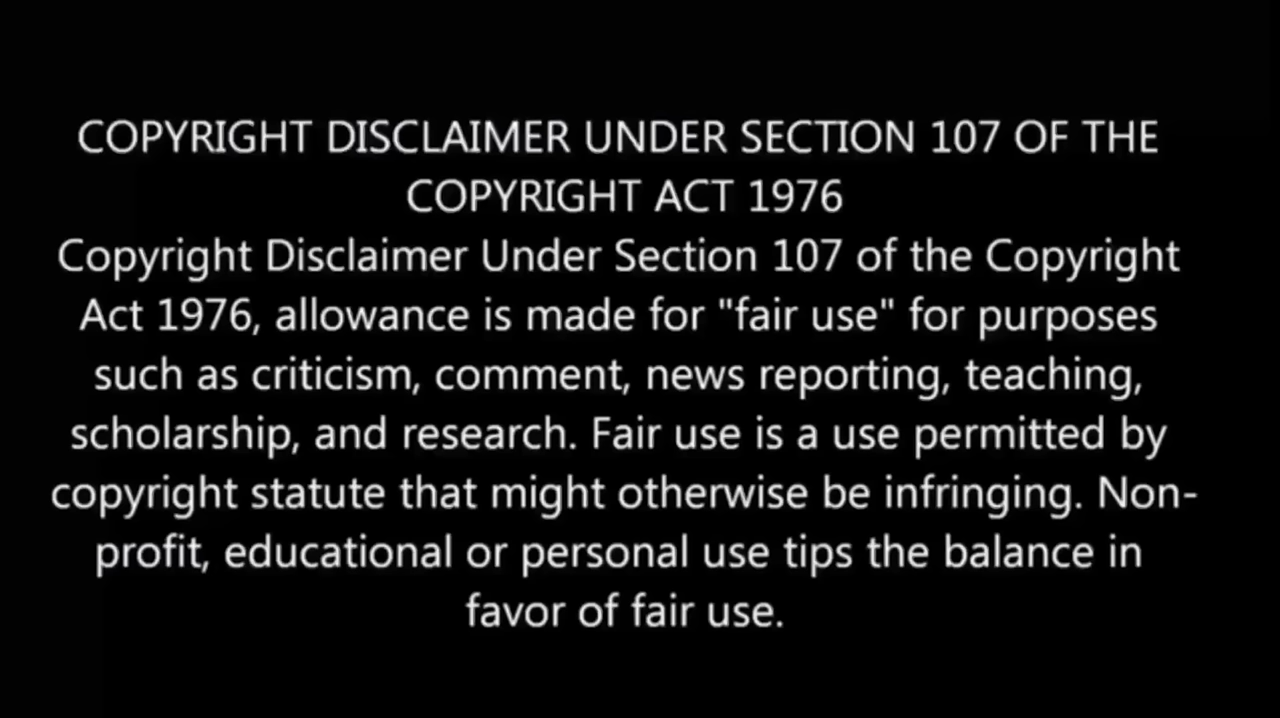 COPYRIGHT DISCLAIMER UNDER SECTION 107 OF THE
COPYRIGHT ACT 1976
Copyright Disclaimer Under Section 107 of the Copyright
Act 1976, allowance is made for "fair use" for purposes
such as criticism, comment, news reporting, teaching,
scholarship, and research. Fair use is a use permitted by
copyright statute that might otherwise be infringing. Non-
profit, educational or personal use tips the balance in
favor of fair use.